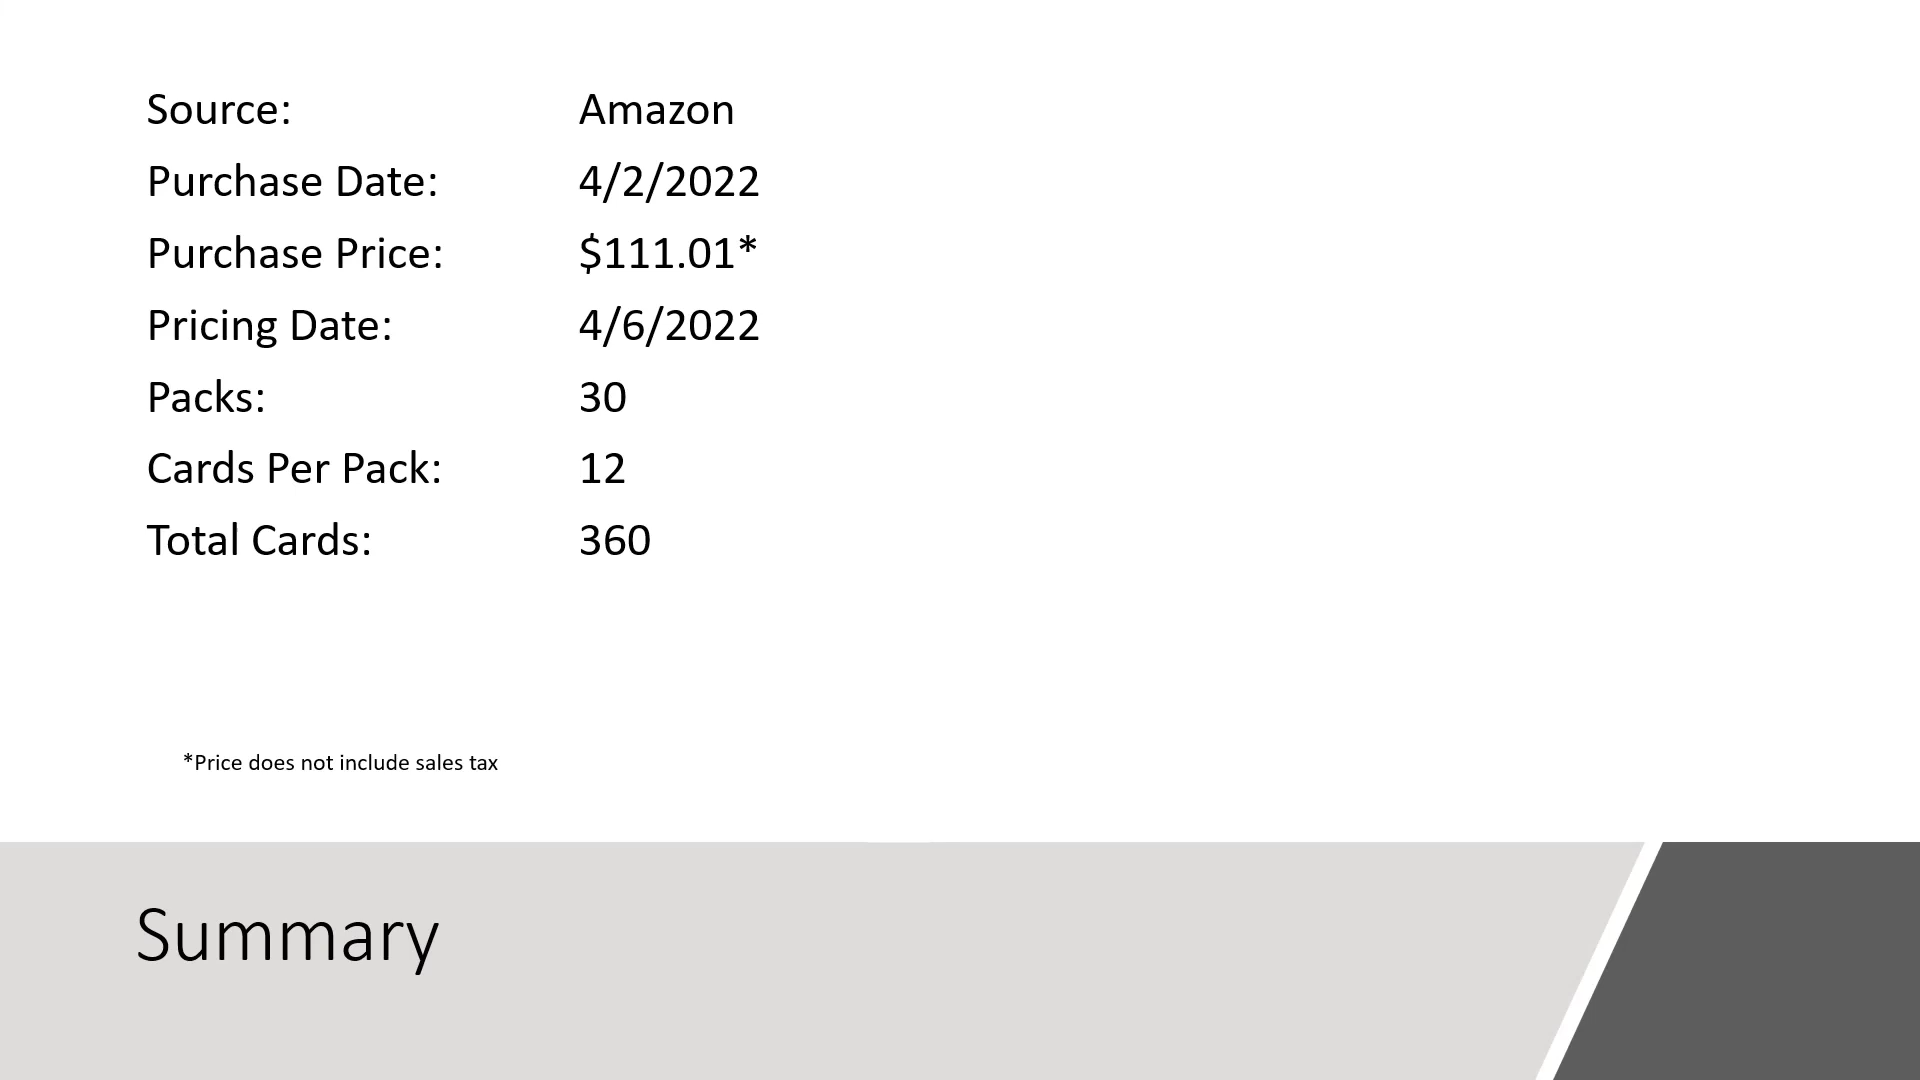 Source: Amazon
Purchase Date: 4/2/2022
Purchase Price: $111.01*
Pricing Date: 4/6/2022
Packs: 30
Cards Per Pack: 12
Total Cards: 360
*Price does not include sales tax
Summary